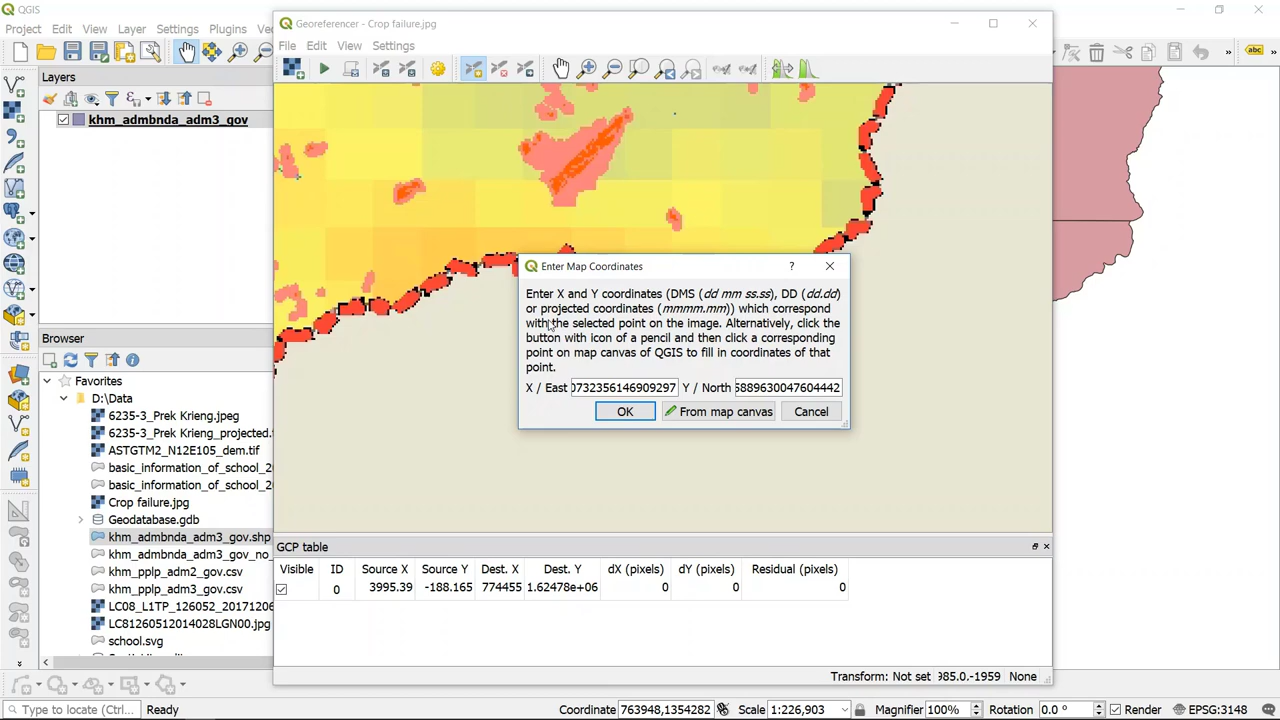 QGIS
Project Edit View Layer Settings Plugins
Layers
khm_admbnda_adm3_gov
Browser
Favorites
D:\Data
6235-3_Prek Krieng.jpeg
6235-3_Prek Krieng_projected.
ASTGTM2_N12E105_dem.tif
basic_information_of_school_2
basic_information_of_school_2
Crop failure.jpg
Geodatabase.gdb
khm_admbnda_adm3_gov.shp
khm_admbnda_adm3_gov_no_
khm_pplp_adm2_gov.csv
khm_pplp_adm3_gov.csv
LC08_L1TP_126052_20171206
LC81260512014028LGN00.jpg
school.svg
Georeferencer - Crop failure.jpg
File Edit View Settings
abc
Enter Map Coordinates
?
Enter X and Y coordinates (DMS (dd mm ss.ss), DD (dd.dd)
or projected coordinates (mmmm.mm)) which correspond
with the selected point on the image. Alternatively, click the
button with icon of a pencil and then click a corresponding
point on map canvas of QGIS to fill in coordinates of that
point.
X / East 0732356146909297 Y / North 5889630047604442
OK From map canvas Cancel
GCP table
Visible ID Source X Source Y Dest. X Dest. Y dX (pixels) dY (pixels) Residual (pixels)
0 3995.39 -188.165 774455 1.62478e+06 0 0 0
Transform: Not set 985.0,-1959 None
Type to locate (Ctrl... Ready Coordinate 763948,1354282 Scale 1:226,903 Magnifier 100% Rotation 0.0 ° Render EPSG:3148